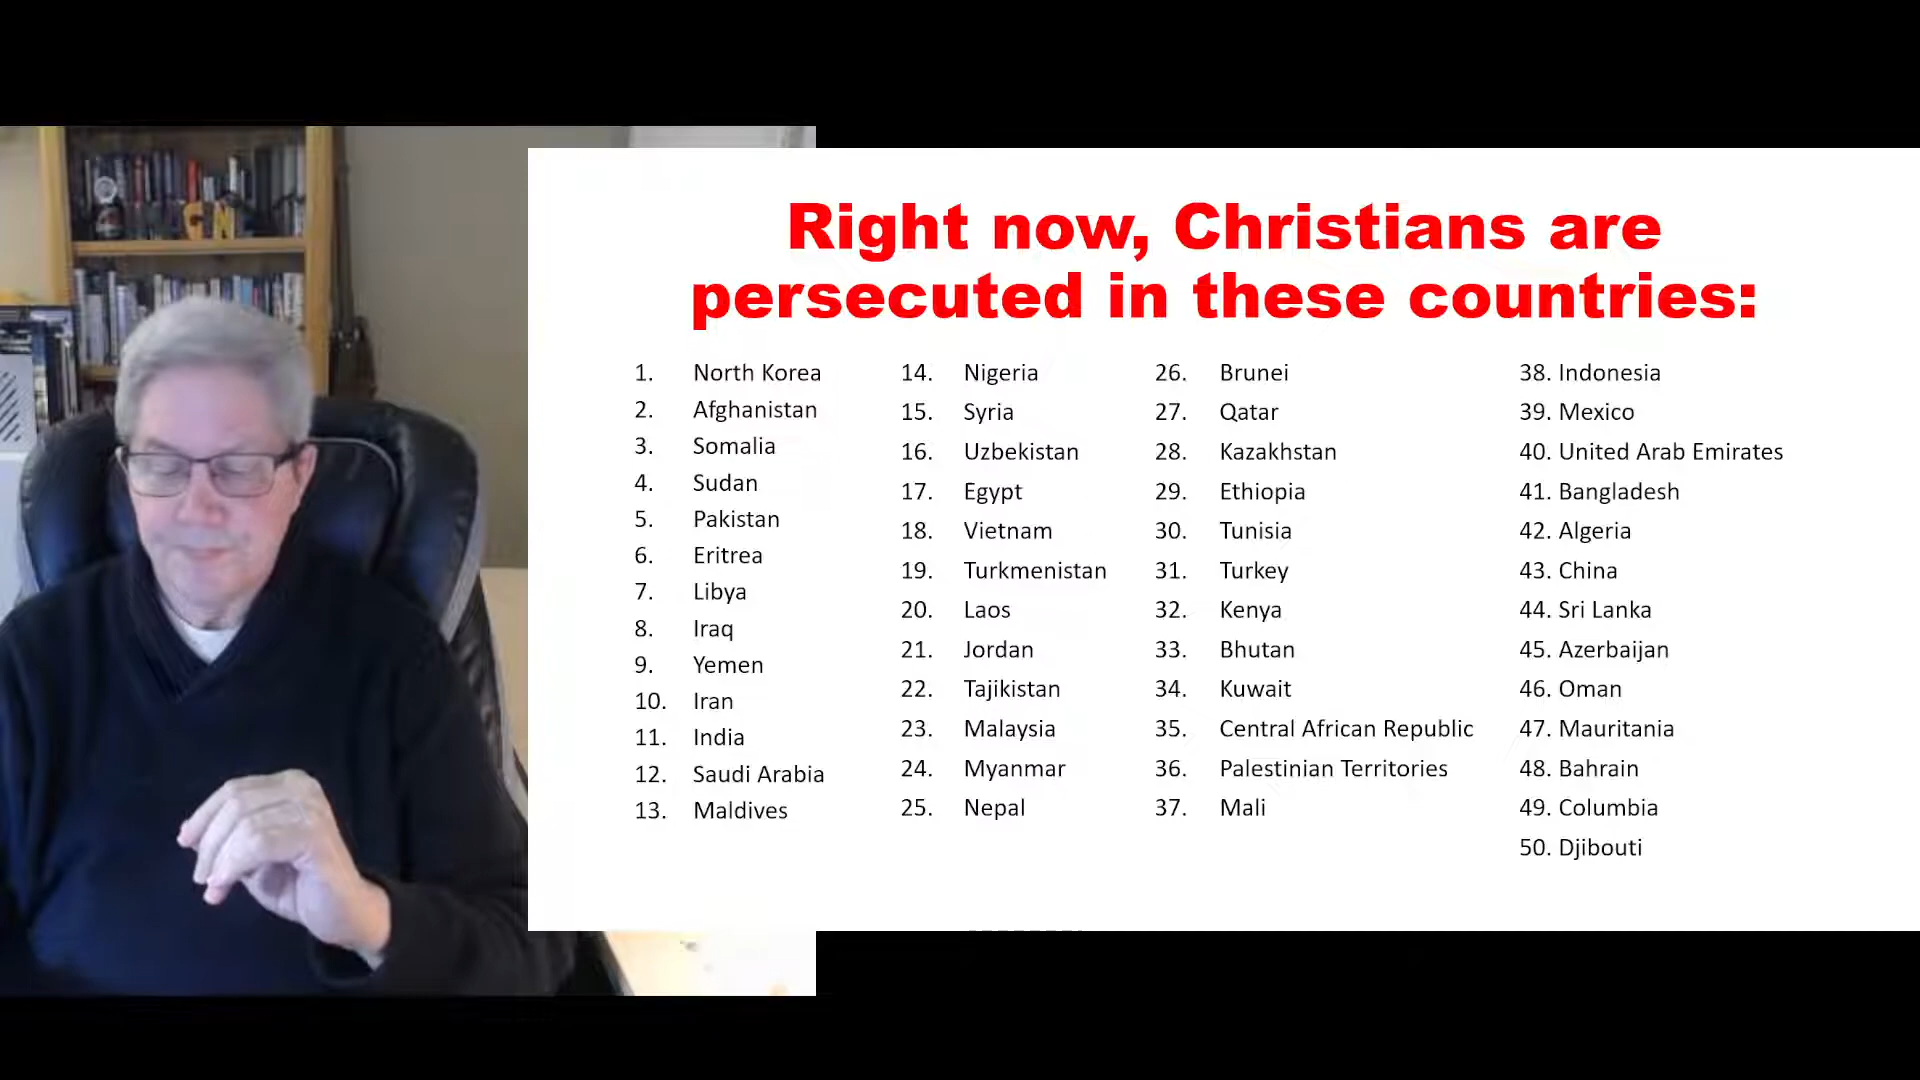 Right now, Christians are
persecuted in these countries:
1. North Korea
2. Afghanistan
3. Somalia
4. Sudan
5. Pakistan
6. Eritrea
7. Libya
8. Iraq
9. Yemen
10. Iran
11. India
12. Saudi Arabia
13. Maldives
14. Nigeria
15. Syria
16. Uzbekistan
17. Egypt
18. Vietnam
19. Turkmenistan
20. Laos
21. Jordan
22. Tajikistan
23. Malaysia
24. Myanmar
25. Nepal
26. Brunei
27. Qatar
28. Kazakhstan
29. Ethiopia
30. Tunisia
31. Turkey
32. Kenya
33. Bhutan
34. Kuwait
35. Central African Republic
36. Palestinian Territories
37. Mali
38. Indonesia
39. Mexico
40. United Arab Emirates
41. Bangladesh
42. Algeria
43. China
44. Sri Lanka
45. Azerbaijan
46. Oman
47. Mauritania
48. Bahrain
49. Columbia
50. Djibouti